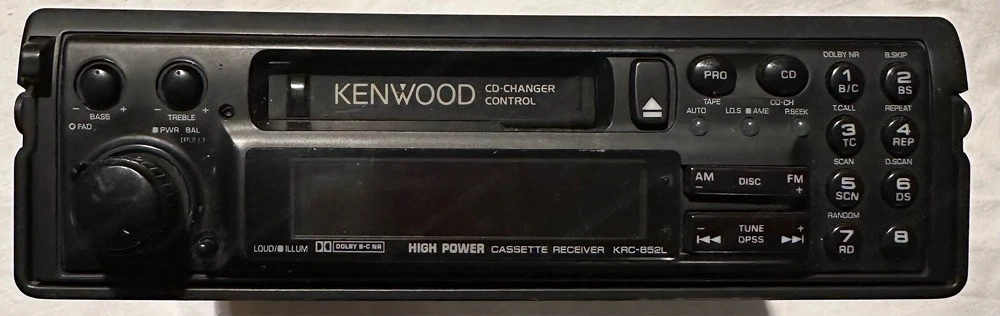 KENWOOD CD-CHANGER CONTROL
- BASS +
- TREBLE +
FAD
PWR BAL
(PULL)
PRO
CD
TAPE
CD-CH
AUTO
LO.S AME
P.SEEK
DOLBY NR
B.SKIP
1 B/C
2 BS
T.CALL
REPEAT
3 TC
4 REP
SCAN
D.SCAN
5 SCN
6 DS
RANDOM
7 RD
8
AM - DISC FM +
- TUNE +
DPSS
LOUD/ ILLUM
DOLBY B-C NR
HIGH POWER CASSETTE RECEIVER KRC-852L